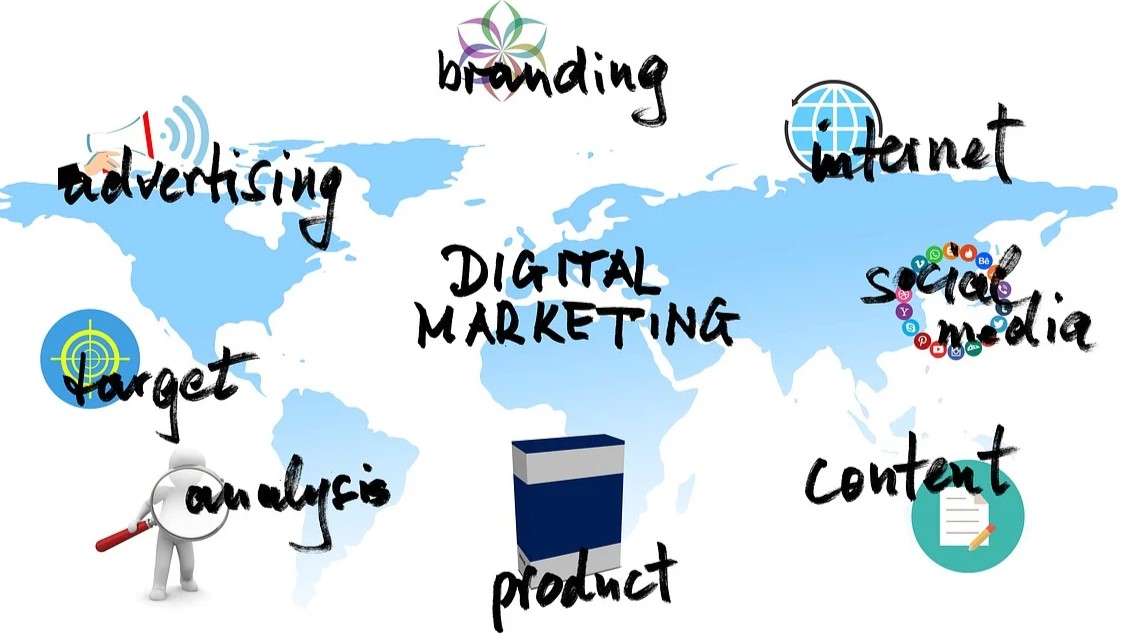 branding
internet
advertising
DIGITAL
MARKETING
social
media
target
analysis
content
product